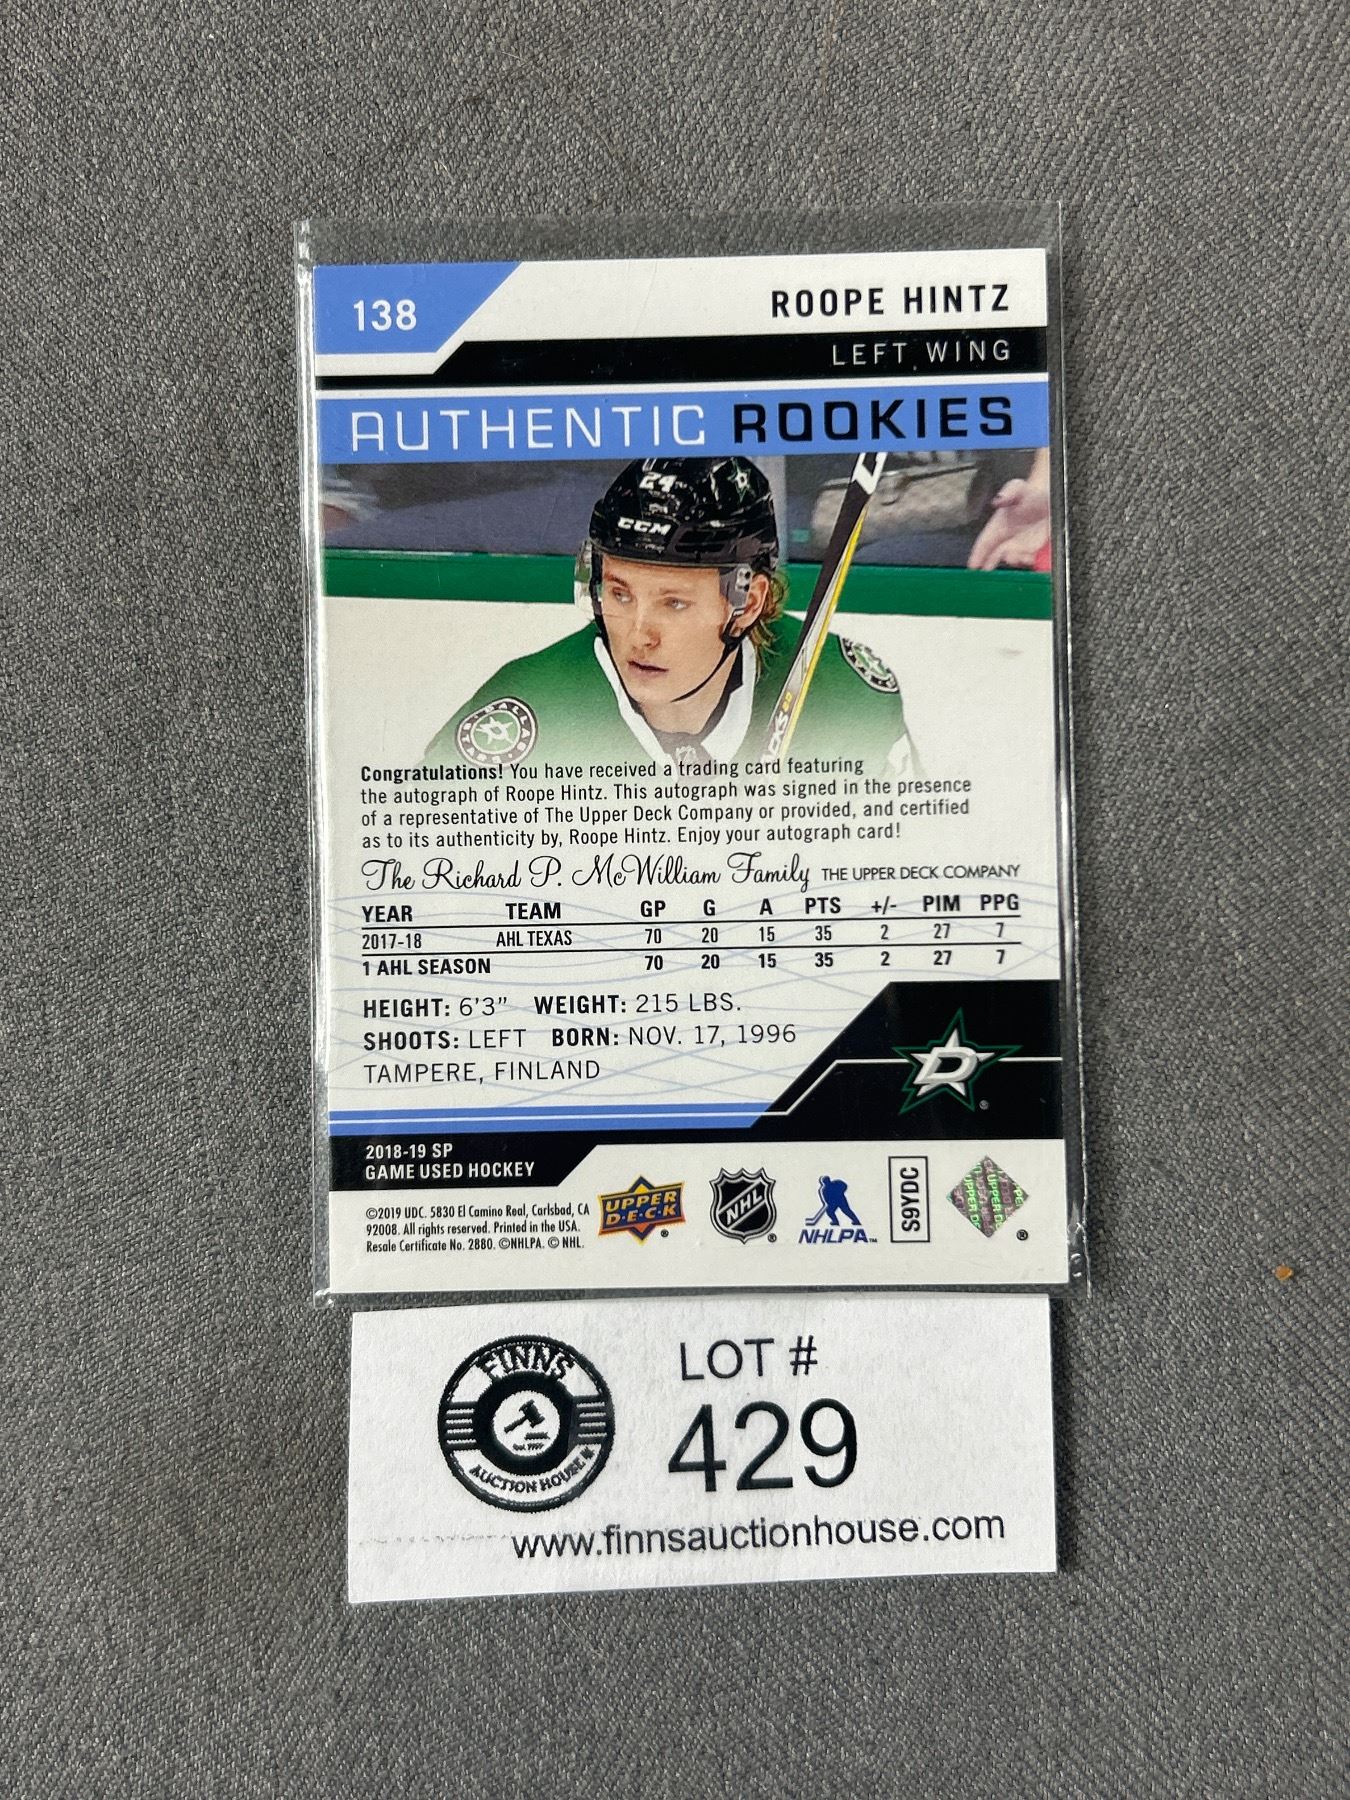 138
ROOPE HINTZ
LEFT WING
AUTHENTIC ROOKIES
24
CCM
DALLAS
STARS
Congratulations! You have received a trading card featuring
the autograph of Roope Hintz. This autograph was signed in the presence
of a representative of The Upper Deck Company or provided, and certified
as to its authenticity by, Roope Hintz. Enjoy your autograph card!
The Richard P. McWilliam Family THE UPPER DECK COMPANY
YEAR TEAM GP G A PTS +/- PIM PPG
2017-18 AHL TEXAS 70 20 15 35 2 27 7
1 AHL SEASON 70 20 15 35 2 27 7
HEIGHT: 6'3" WEIGHT: 215 LBS.
SHOOTS: LEFT BORN: NOV. 17, 1996
TAMPERE, FINLAND
D ®
2018-19 SP
GAME USED HOCKEY
©2019 UDC. 5830 El Camino Real, Carlsbad, CA
92008. All rights reserved. Printed in the USA.
Resale Certificate No. 2880. ©NHLPA. © NHL.
UPPER
D·E·C·K ®
NHL ®
NHLPA™
S9YDC
UPPER DE
®
FINNS
AUCTION HOUSE
LOT #
429
www.finnsauctionhouse.com